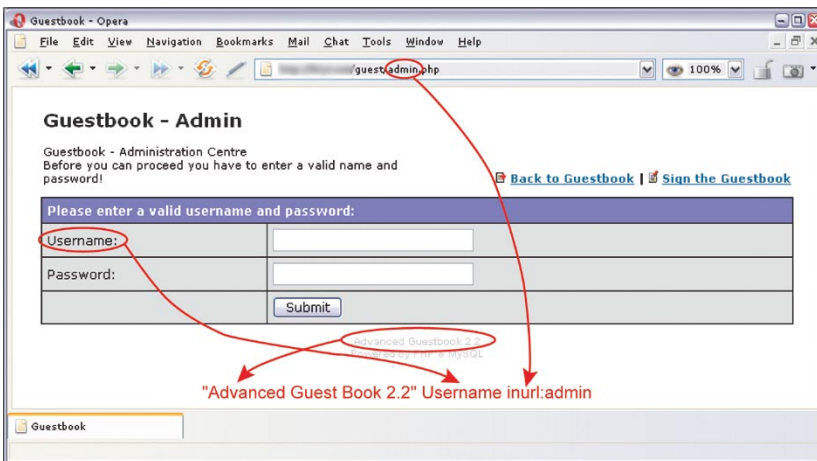 Guestbook - Opera
File Edit View Navigation Bookmarks Mail Chat Tools Window Help
/guest/admin.php
100%
Guestbook - Admin
Guestbook - Administration Centre
Before you can proceed you have to enter a valid name and
password!
Back to Guestbook | Sign the Guestbook
Please enter a valid username and password:
Username:
Password:
Submit
Advanced Guestbook 2.2
Powered by PHP & MySQL
"Advanced Guest Book 2.2" Username inurl:admin
Guestbook